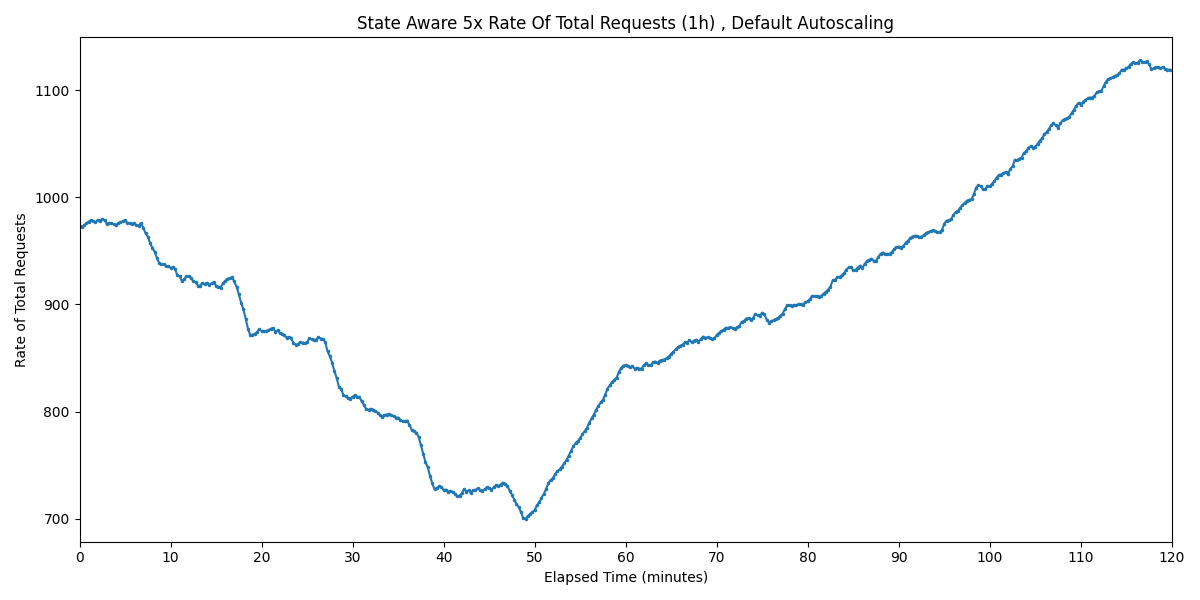 State Aware 5x Rate Of Total Requests (1h) , Default Autoscaling
Rate of Total Requests
1100
1000
900
800
700
0 10 20 30 40 50 60 70 80 90 100 110 120
Elapsed Time (minutes)